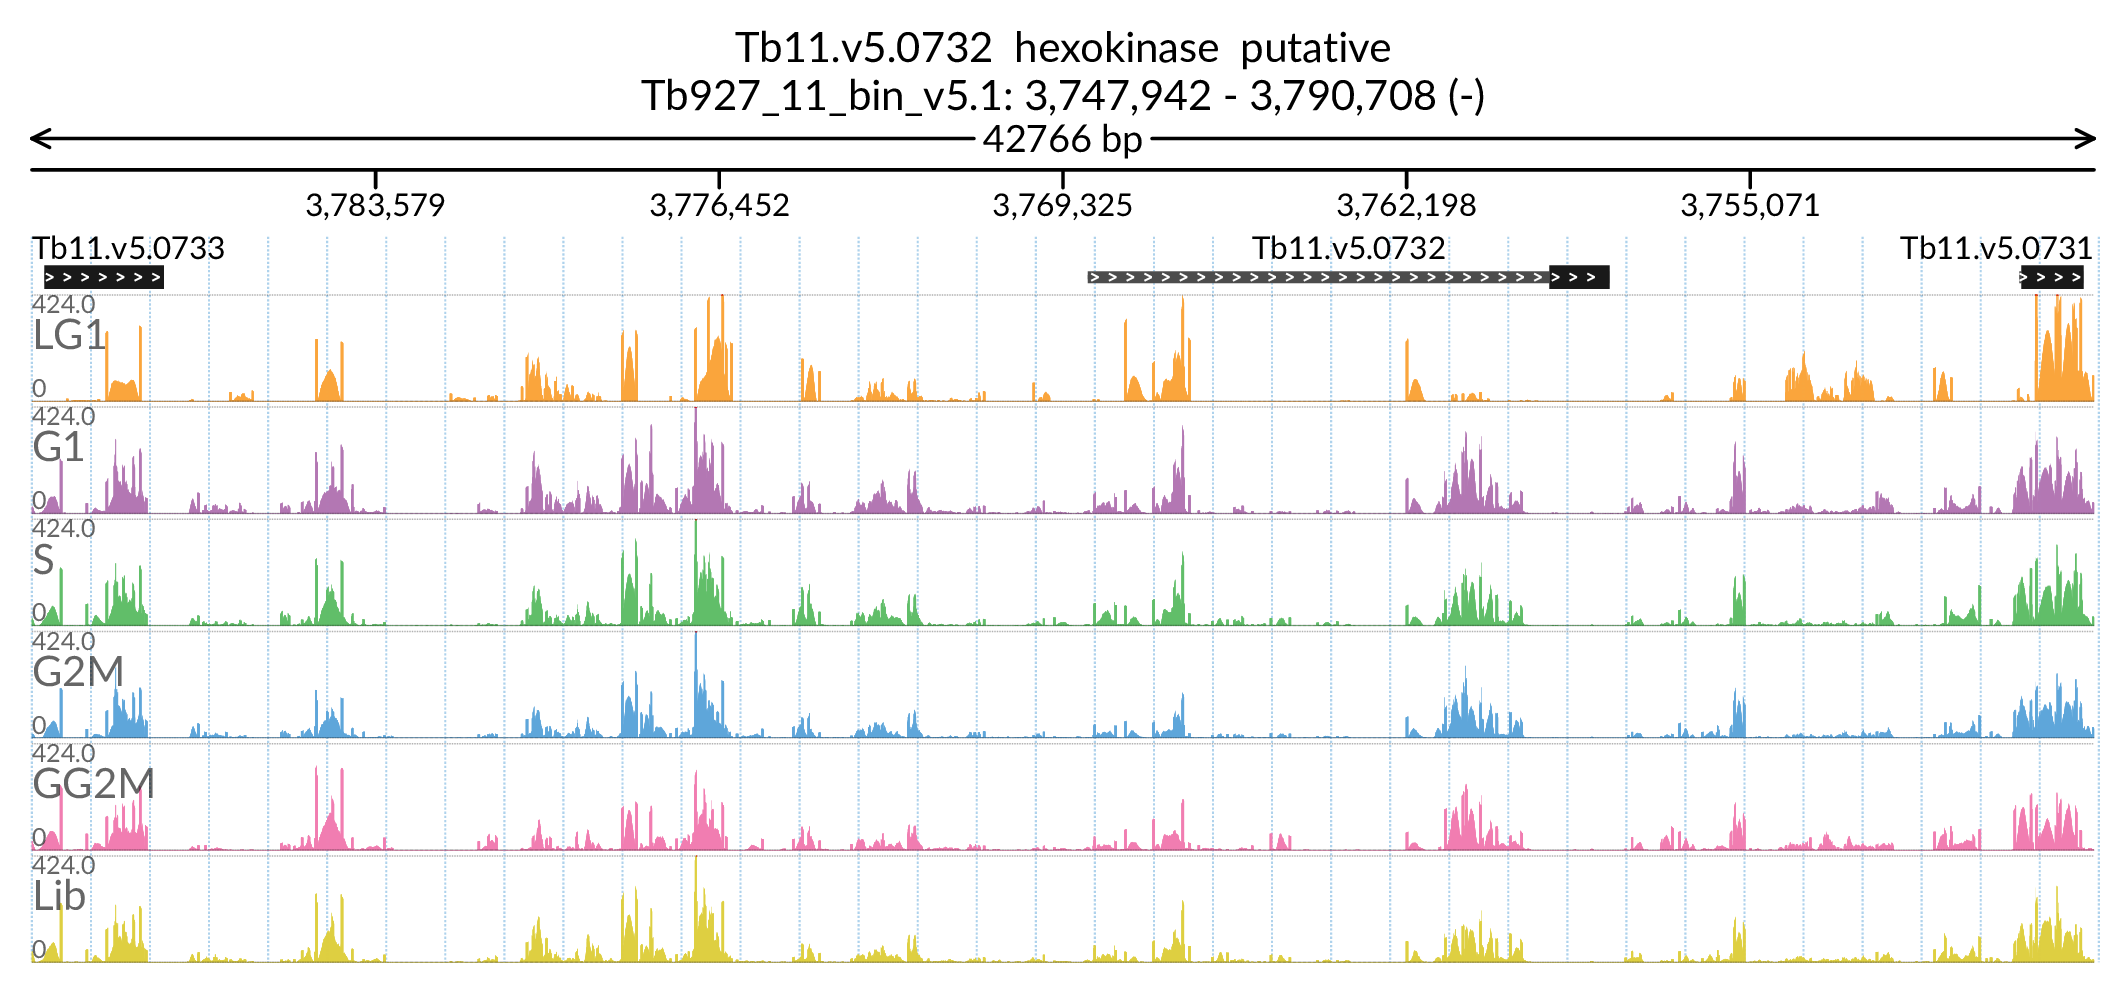 Tb11.v5.0732 hexokinase putative
Tb927_11_bin_v5.1: 3,747,942 - 3,790,708 (-)
42766 bp
3,783,579 3,776,452 3,769,325 3,762,198 3,755,071
Tb11.v5.0733 Tb11.v5.0732 Tb11.v5.0731
424.0
LG1
0
424.0
G1
0
424.0
S
0
424.0
G2M
0
424.0
GG2M
0
424.0
Lib
0